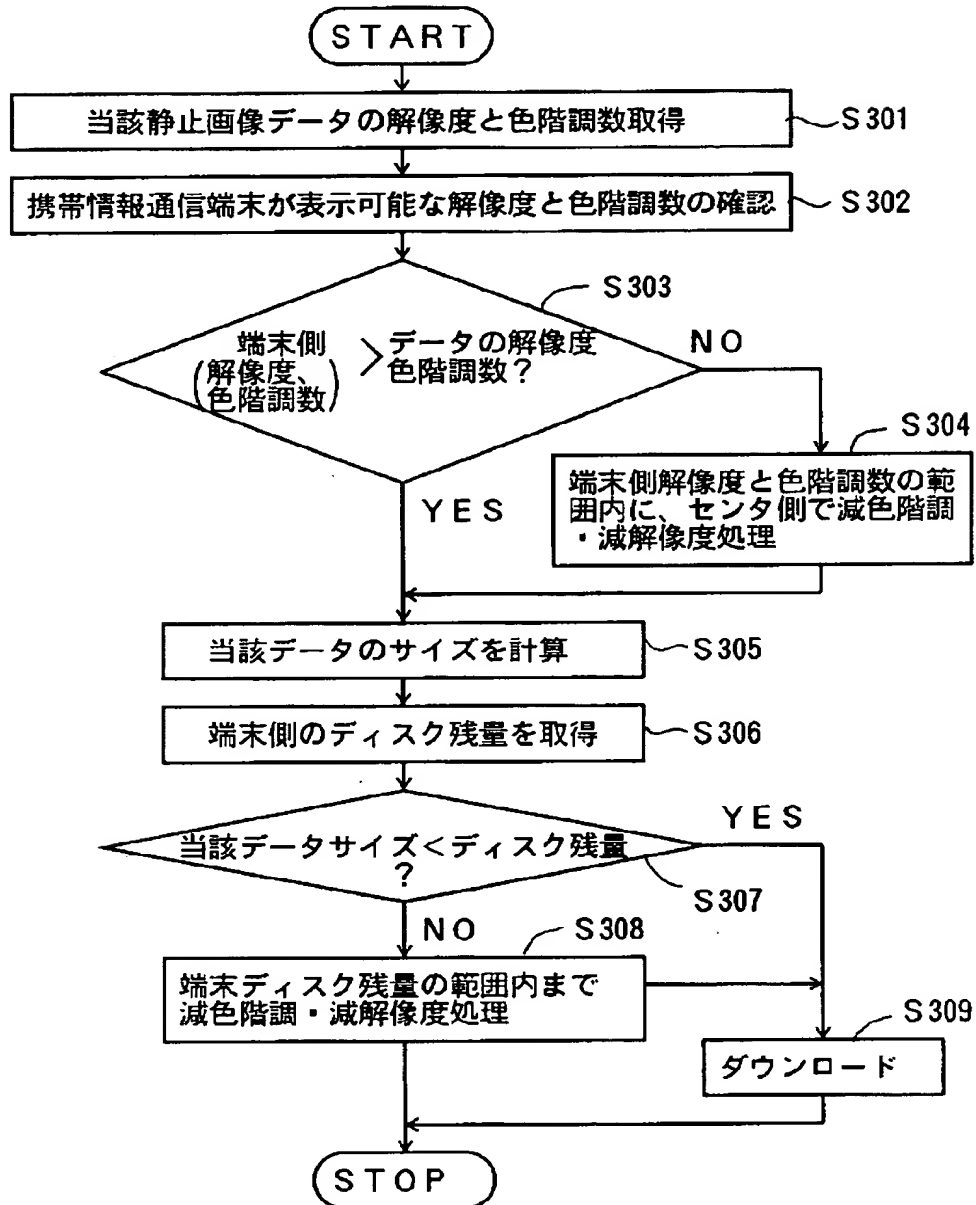 START
当該静止画像データの解像度と色階調数取得
S301
携帯情報通信端末が表示可能な解像度と色階調数の確認
S302
S303
端末側
(解像度、
色階調数)
>
データの解像度
色階調数?
NO
YES
S304
端末側解像度と色階調数の範
囲内に、センタ側で減色階調
・減解像度処理
当該データのサイズを計算
S305
端末側のディスク残量を取得
S306
当該データサイズ<ディスク残量
?
YES
S307
NO
S308
端末ディスク残量の範囲内まで
減色階調・減解像度処理
S309
ダウンロード
STOP